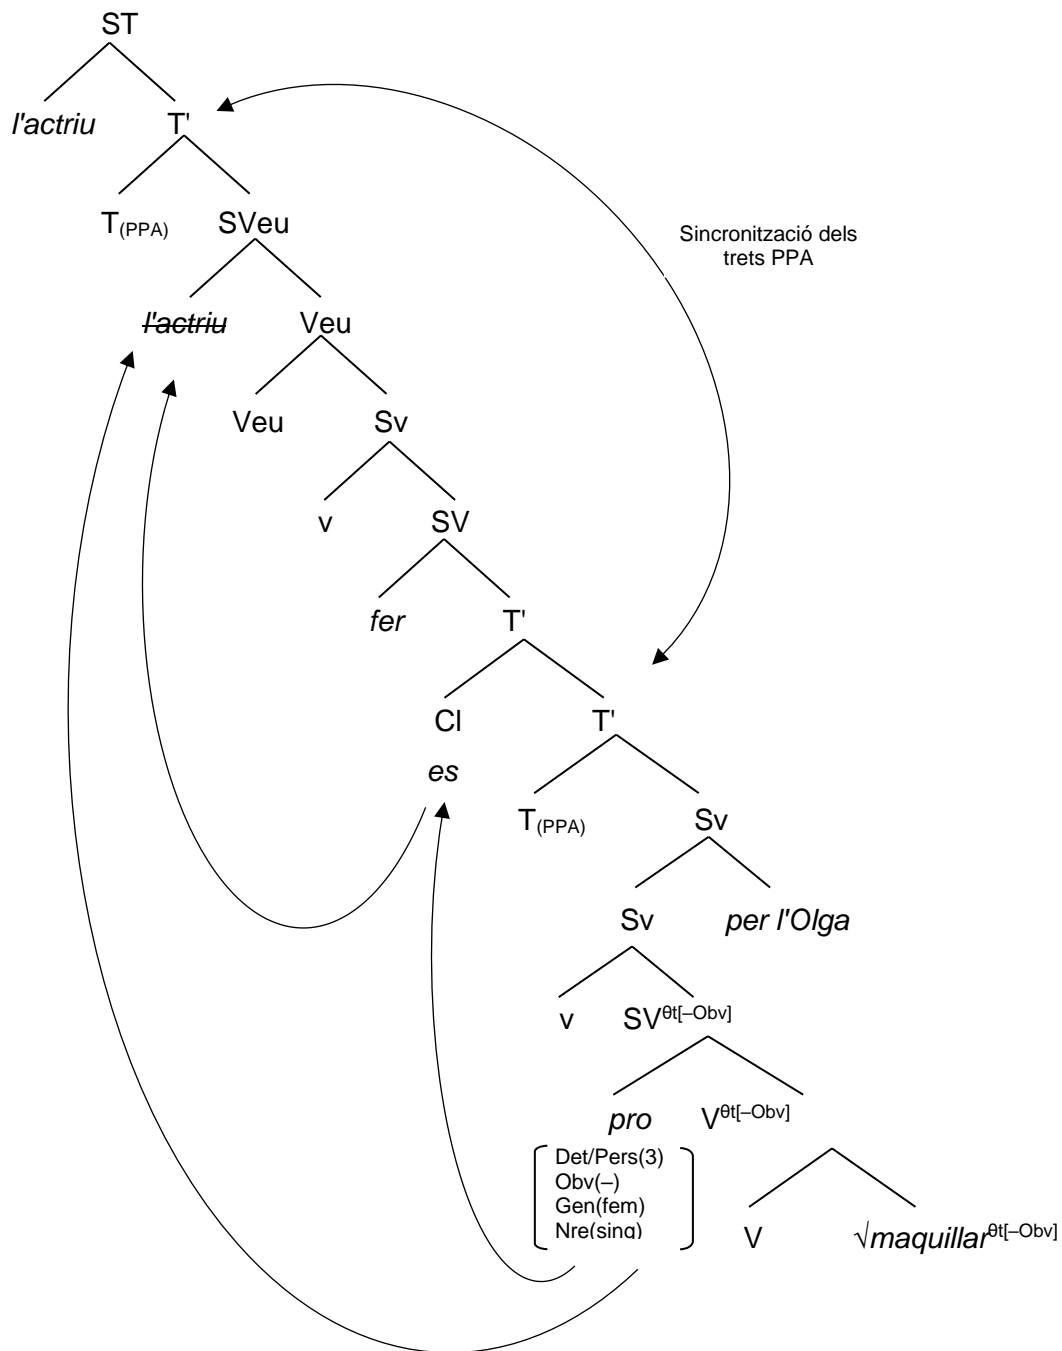 ST
l'actriu T'
T(PPA) SVeu
Sincronització dels
trets PPA
l'actriu Veu
Veu Sv
v SV
fer T'
Cl T'
es
T(PPA) Sv
Sv per l'Olga
v SVθt[–Obv]
pro Vθt[–Obv]
Det/Pers(3)
Obv(–)
Gen(fem)
Nre(sing)
V √maquillarθt[–Obv]